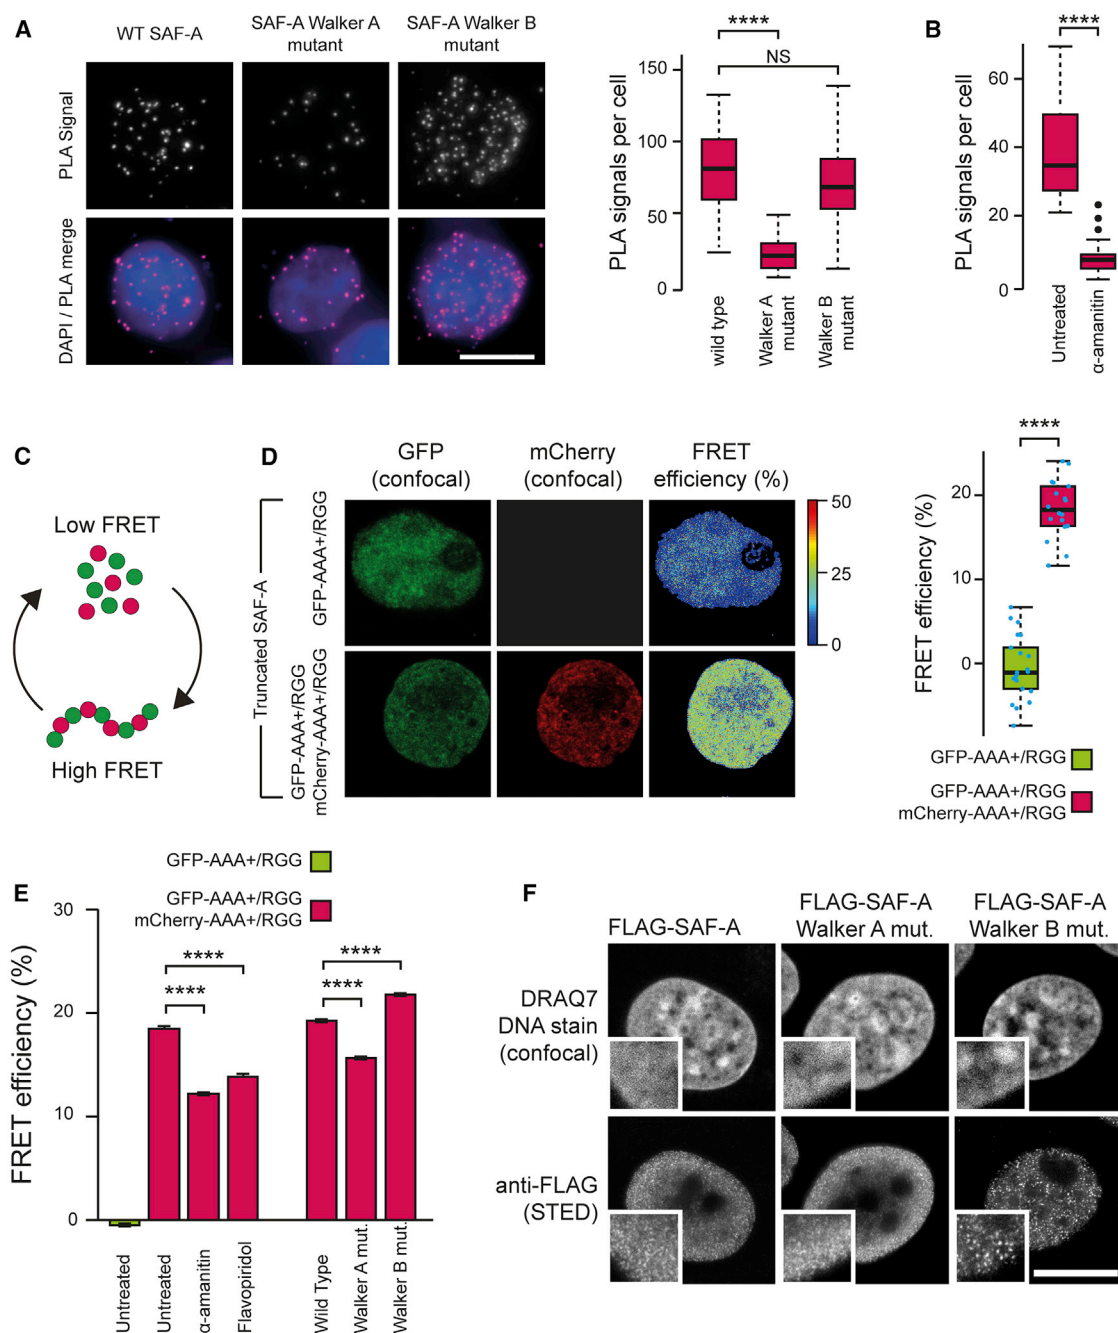 A
WT SAF-A
SAF-A Walker A
mutant
SAF-A Walker B
mutant
PLA Signal
DAPI / PLA merge
PLA signals per cell
150
100
50
0
****
NS
wild type
Walker A
mutant
Walker B
mutant
B
PLA signals per cell
60
40
20
0
****
Untreated
α-amanitin
C
Low FRET
High FRET
D
GFP
(confocal)
mCherry
(confocal)
FRET
efficiency (%)
Truncated SAF-A
GFP-AAA+/RGG
GFP-AAA+/RGG
mCherry-AAA+/RGG
50
25
0
FRET efficiency (%)
20
10
0
****
GFP-AAA+/RGG
GFP-AAA+/RGG
mCherry-AAA+/RGG
E
GFP-AAA+/RGG
GFP-AAA+/RGG
mCherry-AAA+/RGG
FRET efficiency (%)
30
20
10
0
****
****
****
****
Untreated
Untreated
α-amanitin
Flavopiridol
Wild Type
Walker A mut.
Walker B mut.
F
FLAG-SAF-A
FLAG-SAF-A
Walker A mut.
FLAG-SAF-A
Walker B mut.
DRAQ7
DNA stain
(confocal)
anti-FLAG
(STED)